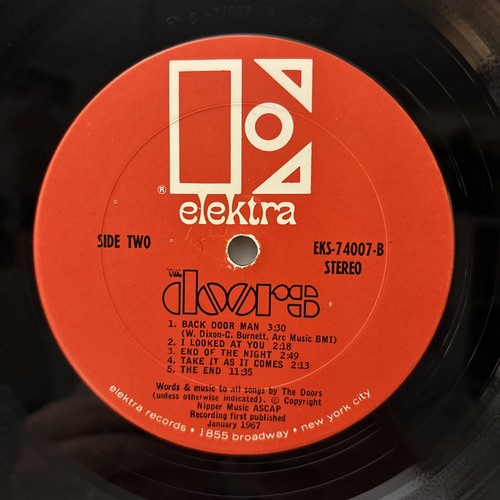 ®
elektra
SIDE TWO
EKS-74007-B
STEREO
THE
doors
1. BACK DOOR MAN 3:30
(W. Dixon-C. Burnett, Arc Music BMI)
2. I LOOKED AT YOU 2:18
3. END OF THE NIGHT 2:49
4. TAKE IT AS IT COMES 2:13
5. THE END 11:35
Words & music to all songs by The Doors
(unless otherwise indicated). © Copyright
Nipper Music ASCAP
Recording first published
January 1967
elektra records • 1855 broadway • new york city